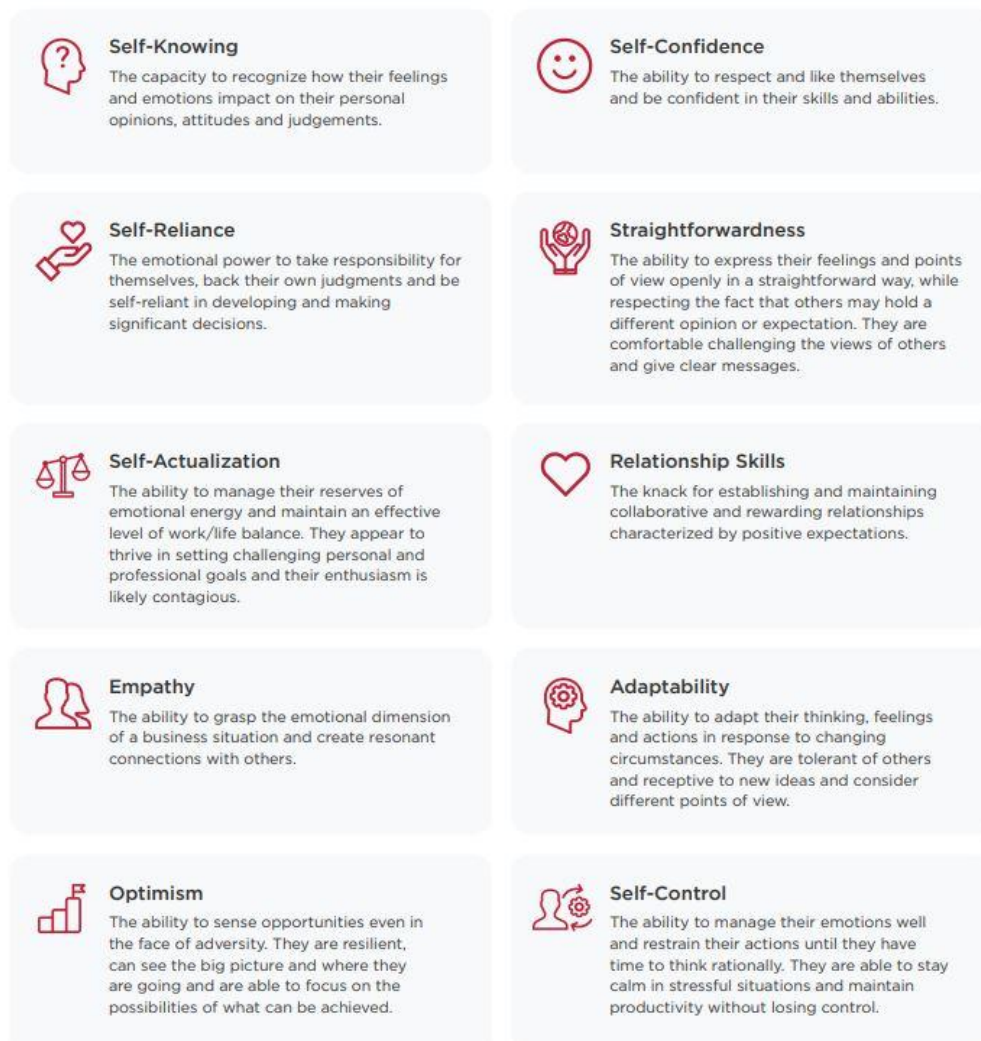 Self-Knowing
The capacity to recognize how their feelings
and emotions impact on their personal
opinions, attitudes and judgements.
Self-Confidence
The ability to respect and like themselves
and be confident in their skills and abilities.
Self-Reliance
The emotional power to take responsibility for
themselves, back their own judgments and be
self-reliant in developing and making
significant decisions.
Straightforwardness
The ability to express their feelings and points
of view openly in a straightforward way, while
respecting the fact that others may hold a
different opinion or expectation. They are
comfortable challenging the views of others
and give clear messages.
Self-Actualization
The ability to manage their reserves of
emotional energy and maintain an effective
level of work/life balance. They appear to
thrive in setting challenging personal and
professional goals and their enthusiasm is
likely contagious.
Relationship Skills
The knack for establishing and maintaining
collaborative and rewarding relationships
characterized by positive expectations.
Empathy
The ability to grasp the emotional dimension
of a business situation and create resonant
connections with others.
Adaptability
The ability to adapt their thinking, feelings
and actions in response to changing
circumstances. They are tolerant of others
and receptive to new ideas and consider
different points of view.
Optimism
The ability to sense opportunities even in
the face of adversity. They are resilient,
can see the big picture and where they
are going and are able to focus on the
possibilities of what can be achieved.
Self-Control
The ability to manage their emotions well
and restrain their actions until they have
time to think rationally. They are able to stay
calm in stressful situations and maintain
productivity without losing control.